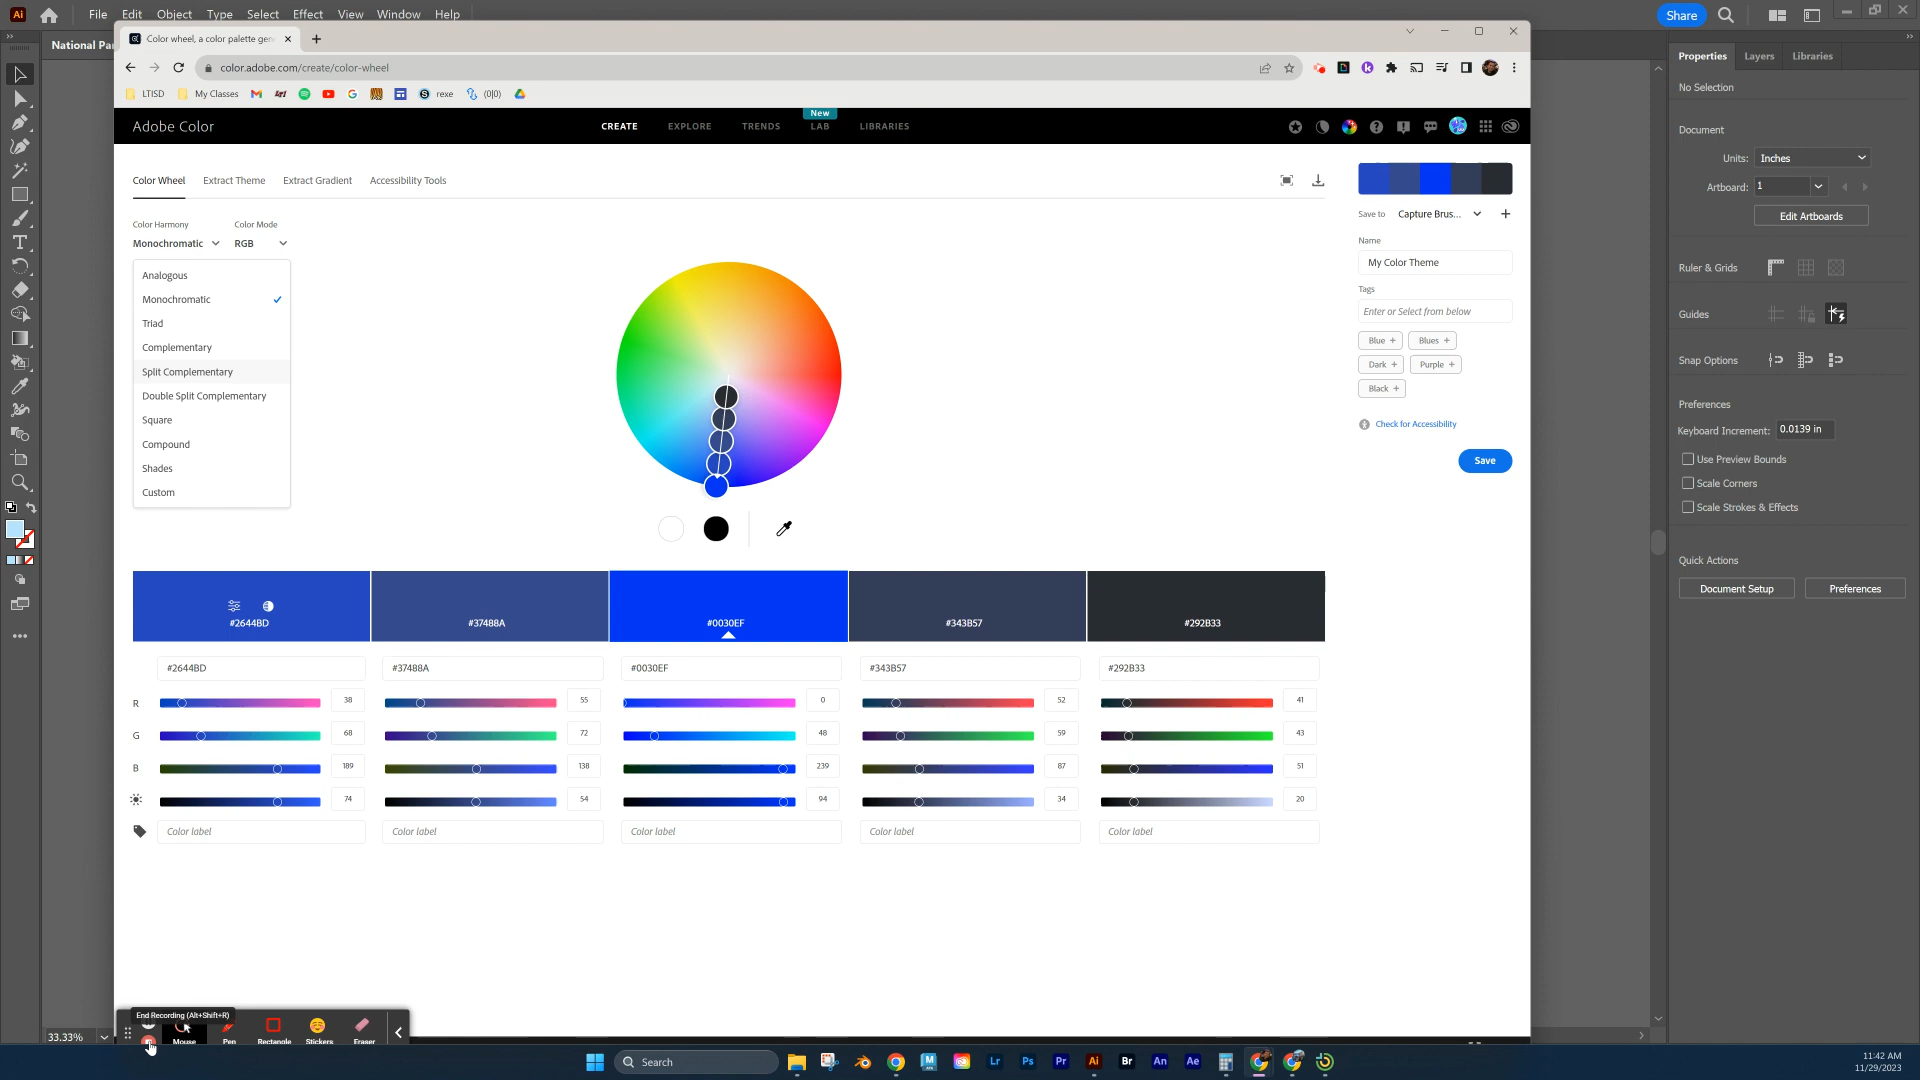 Ai File Edit Object Type Select Effect View Window Help Share
National Pa
Color wheel, a color palette gen
color.adobe.com/create/color-wheel
LTISD My Classes rexe (0|0)
New
Adobe Color CREATE EXPLORE TRENDS LAB LIBRARIES
Color Wheel Extract Theme Extract Gradient Accessibility Tools
Color Harmony Color Mode
Monochromatic RGB
Analogous
Monochromatic
Triad
Complementary
Split Complementary
Double Split Complementary
Square
Compound
Shades
Custom
Save to Capture Brus...
Name
My Color Theme
Tags
Enter or Select from below
Blue + Blues +
Dark + Purple +
Black +
Check for Accessibility
Save
#2644BD #37488A #0030EF #343B57 #292B33
#2644BD #37488A #0030EF #343B57 #292B33
R 38 55 0 52 41
G 68 72 48 59 43
B 189 138 239 87 51
74 54 94 34 20
Color label Color label Color label Color label Color label
Properties Layers Libraries
No Selection
Document
Units: Inches
Artboard: 1
Edit Artboards
Ruler & Grids
Guides
Snap Options
Preferences
Keyboard Increment: 0.0139 in
Use Preview Bounds
Scale Corners
Scale Strokes & Effects
Quick Actions
Document Setup Preferences
End Recording (Alt+Shift+R)
Mouse Pen Rectangle Stickers Eraser
33.33%
Search M Lr Ps Pr Ai Br An Ae
11:42 AM
11/29/2023